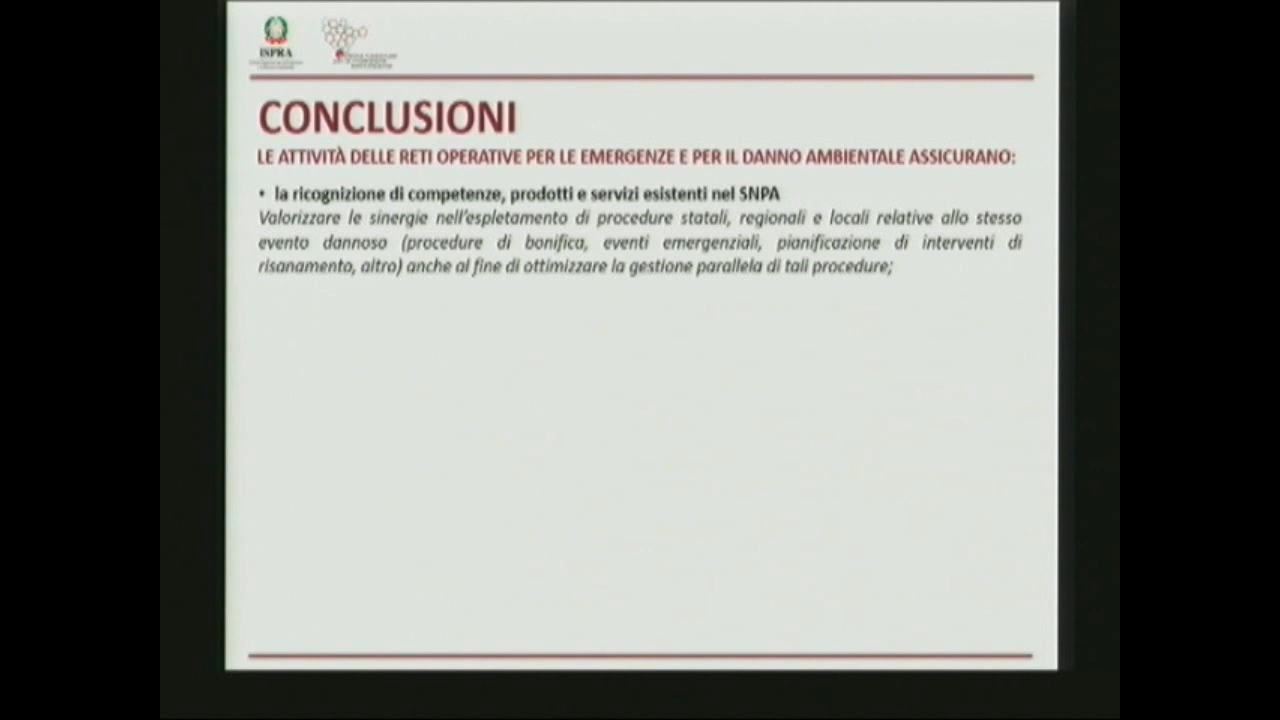 ISPRA
CONCLUSIONI
LE ATTIVITÀ DELLE RETI OPERATIVE PER LE EMERGENZE E PER IL DANNO AMBIENTALE ASSICURANO:
• la ricognizione di competenze, prodotti e servizi esistenti nel SNPA
Valorizzare le sinergie nell'espletamento di procedure statali, regionali e locali relative allo stesso
evento dannoso (procedure di bonifica, eventi emergenziali, pianificazione di interventi di
risanamento, altro) anche al fine di ottimizzare la gestione parallela di tali procedure;